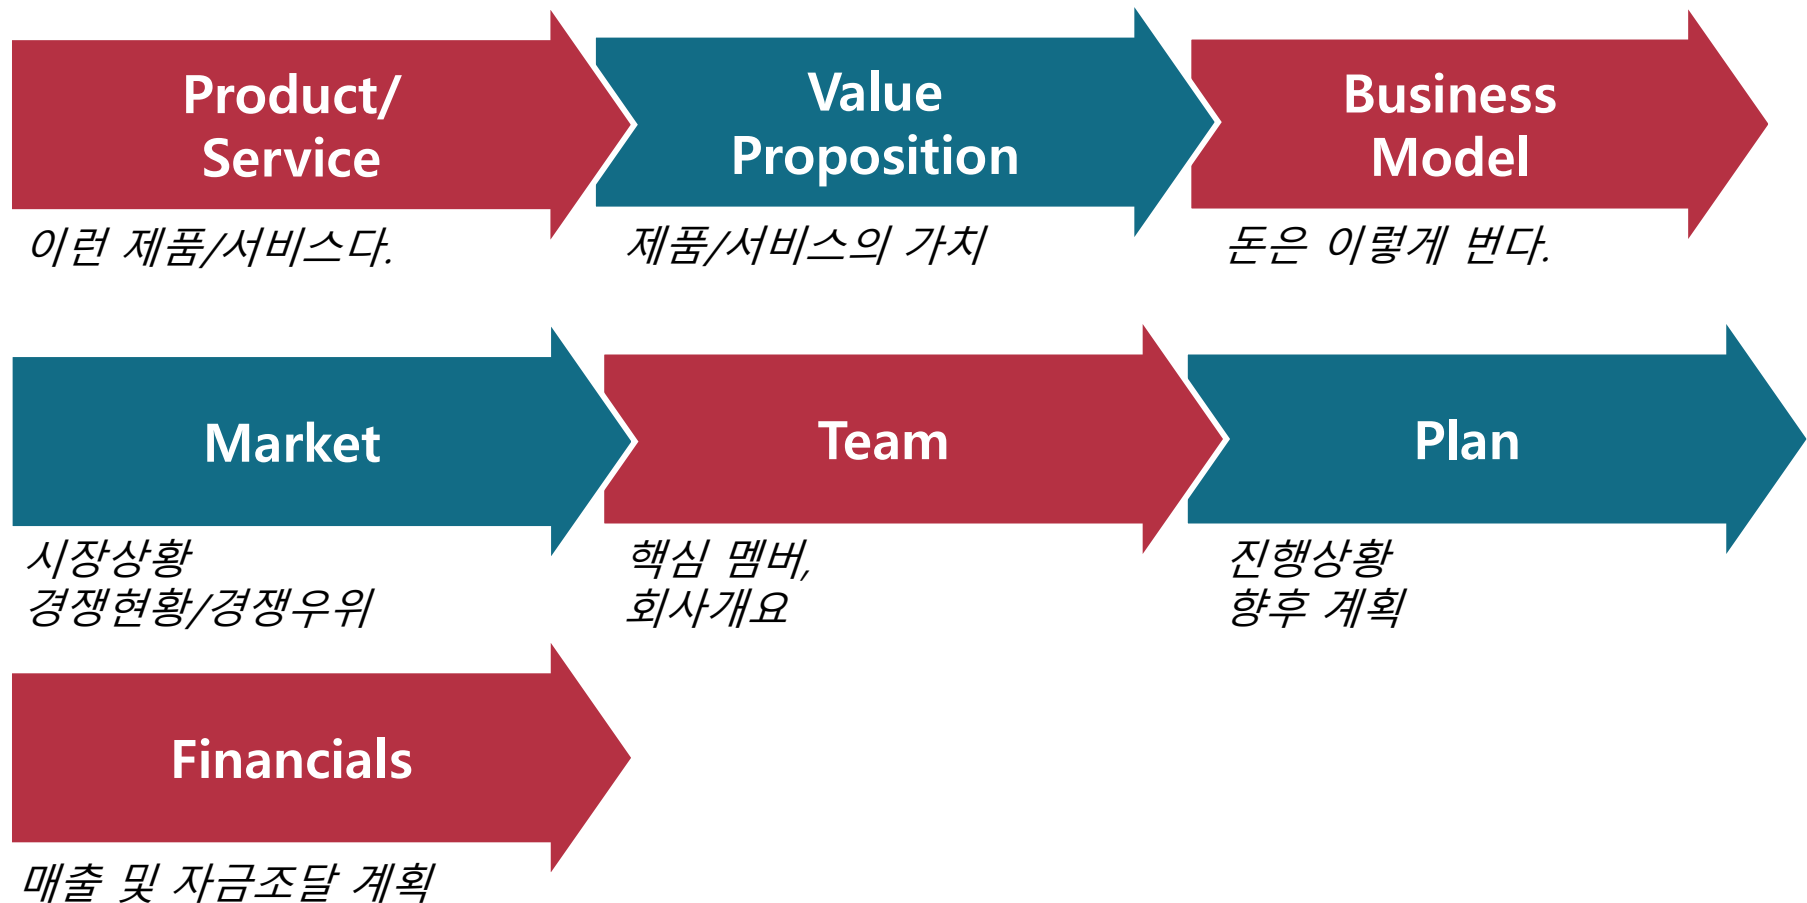 Product/
Service
이런 제품/서비스다.
Value
Proposition
제품/서비스의 가치
Business
Model
돈은 이렇게 번다.
Market
시장상황
경쟁현황/경쟁우위
Team
핵심 멤버,
회사개요
Plan
진행상황
향후 계획
Financials
매출 및 자금조달 계획